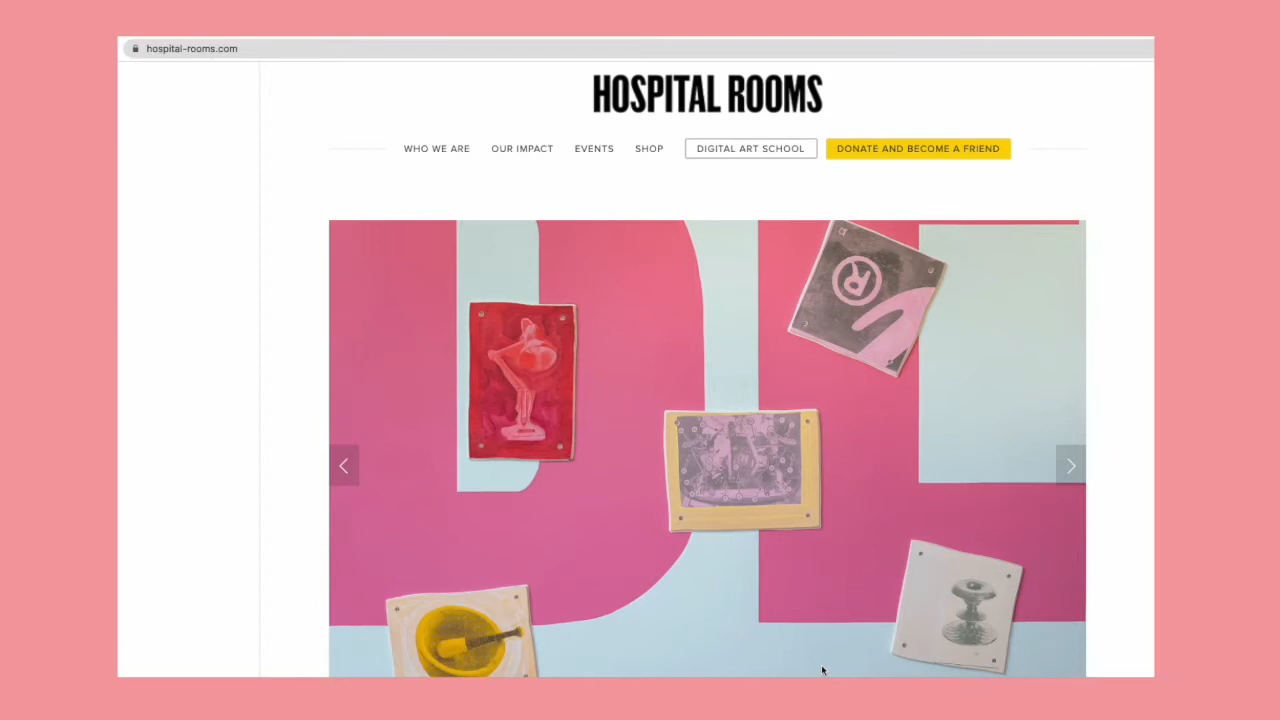 hospital-rooms.com
HOSPITAL ROOMS
WHO WE ARE OUR IMPACT EVENTS SHOP DIGITAL ART SCHOOL DONATE AND BECOME A FRIEND
R